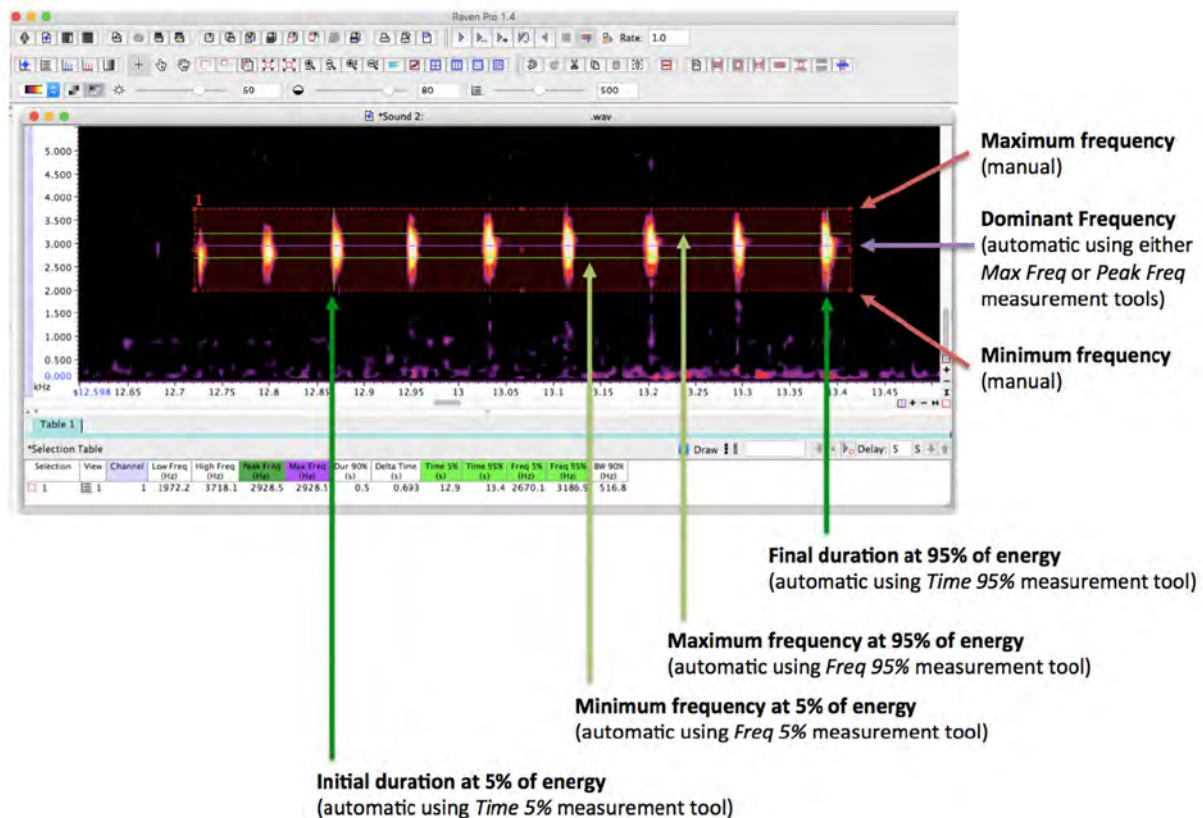 Raven Pro 1.4
Rate: 1.0
50 80 500
*Sound 2: .wav
5.000
4.500
4.000
3.500
3.000
2.500
2.000
1.500
1.000
0.500
0.000
kHz
1
s12.598 12.65 12.7 12.75 12.8 12.85 12.9 12.95 13 13.05 13.1 13.15 13.2 13.25 13.3 13.35 13.4 13.45
Maximum frequency
(manual)
Dominant Frequency
(automatic using either
Max Freq or Peak Freq
measurement tools)
Minimum frequency
(manual)
Table 1
*Selection Table
Draw Delay: 5 S
Selection View Channel Low Freq (Hz) High Freq (Hz) Peak Freq (Hz) Max Freq (Hz) Dur 90% (s) Delta Time (s) Time 5% (s) Time 95% (s) Freq 5% (Hz) Freq 95% (Hz) BW 90% (Hz)
1 1 1 1972.2 3718.1 2928.5 2928.5 0.5 0.693 12.9 13.4 2670.1 3186.9 516.8
Final duration at 95% of energy
(automatic using Time 95% measurement tool)
Maximum frequency at 95% of energy
(automatic using Freq 95% measurement tool)
Minimum frequency at 5% of energy
(automatic using Freq 5% measurement tool)
Initial duration at 5% of energy
(automatic using Time 5% measurement tool)